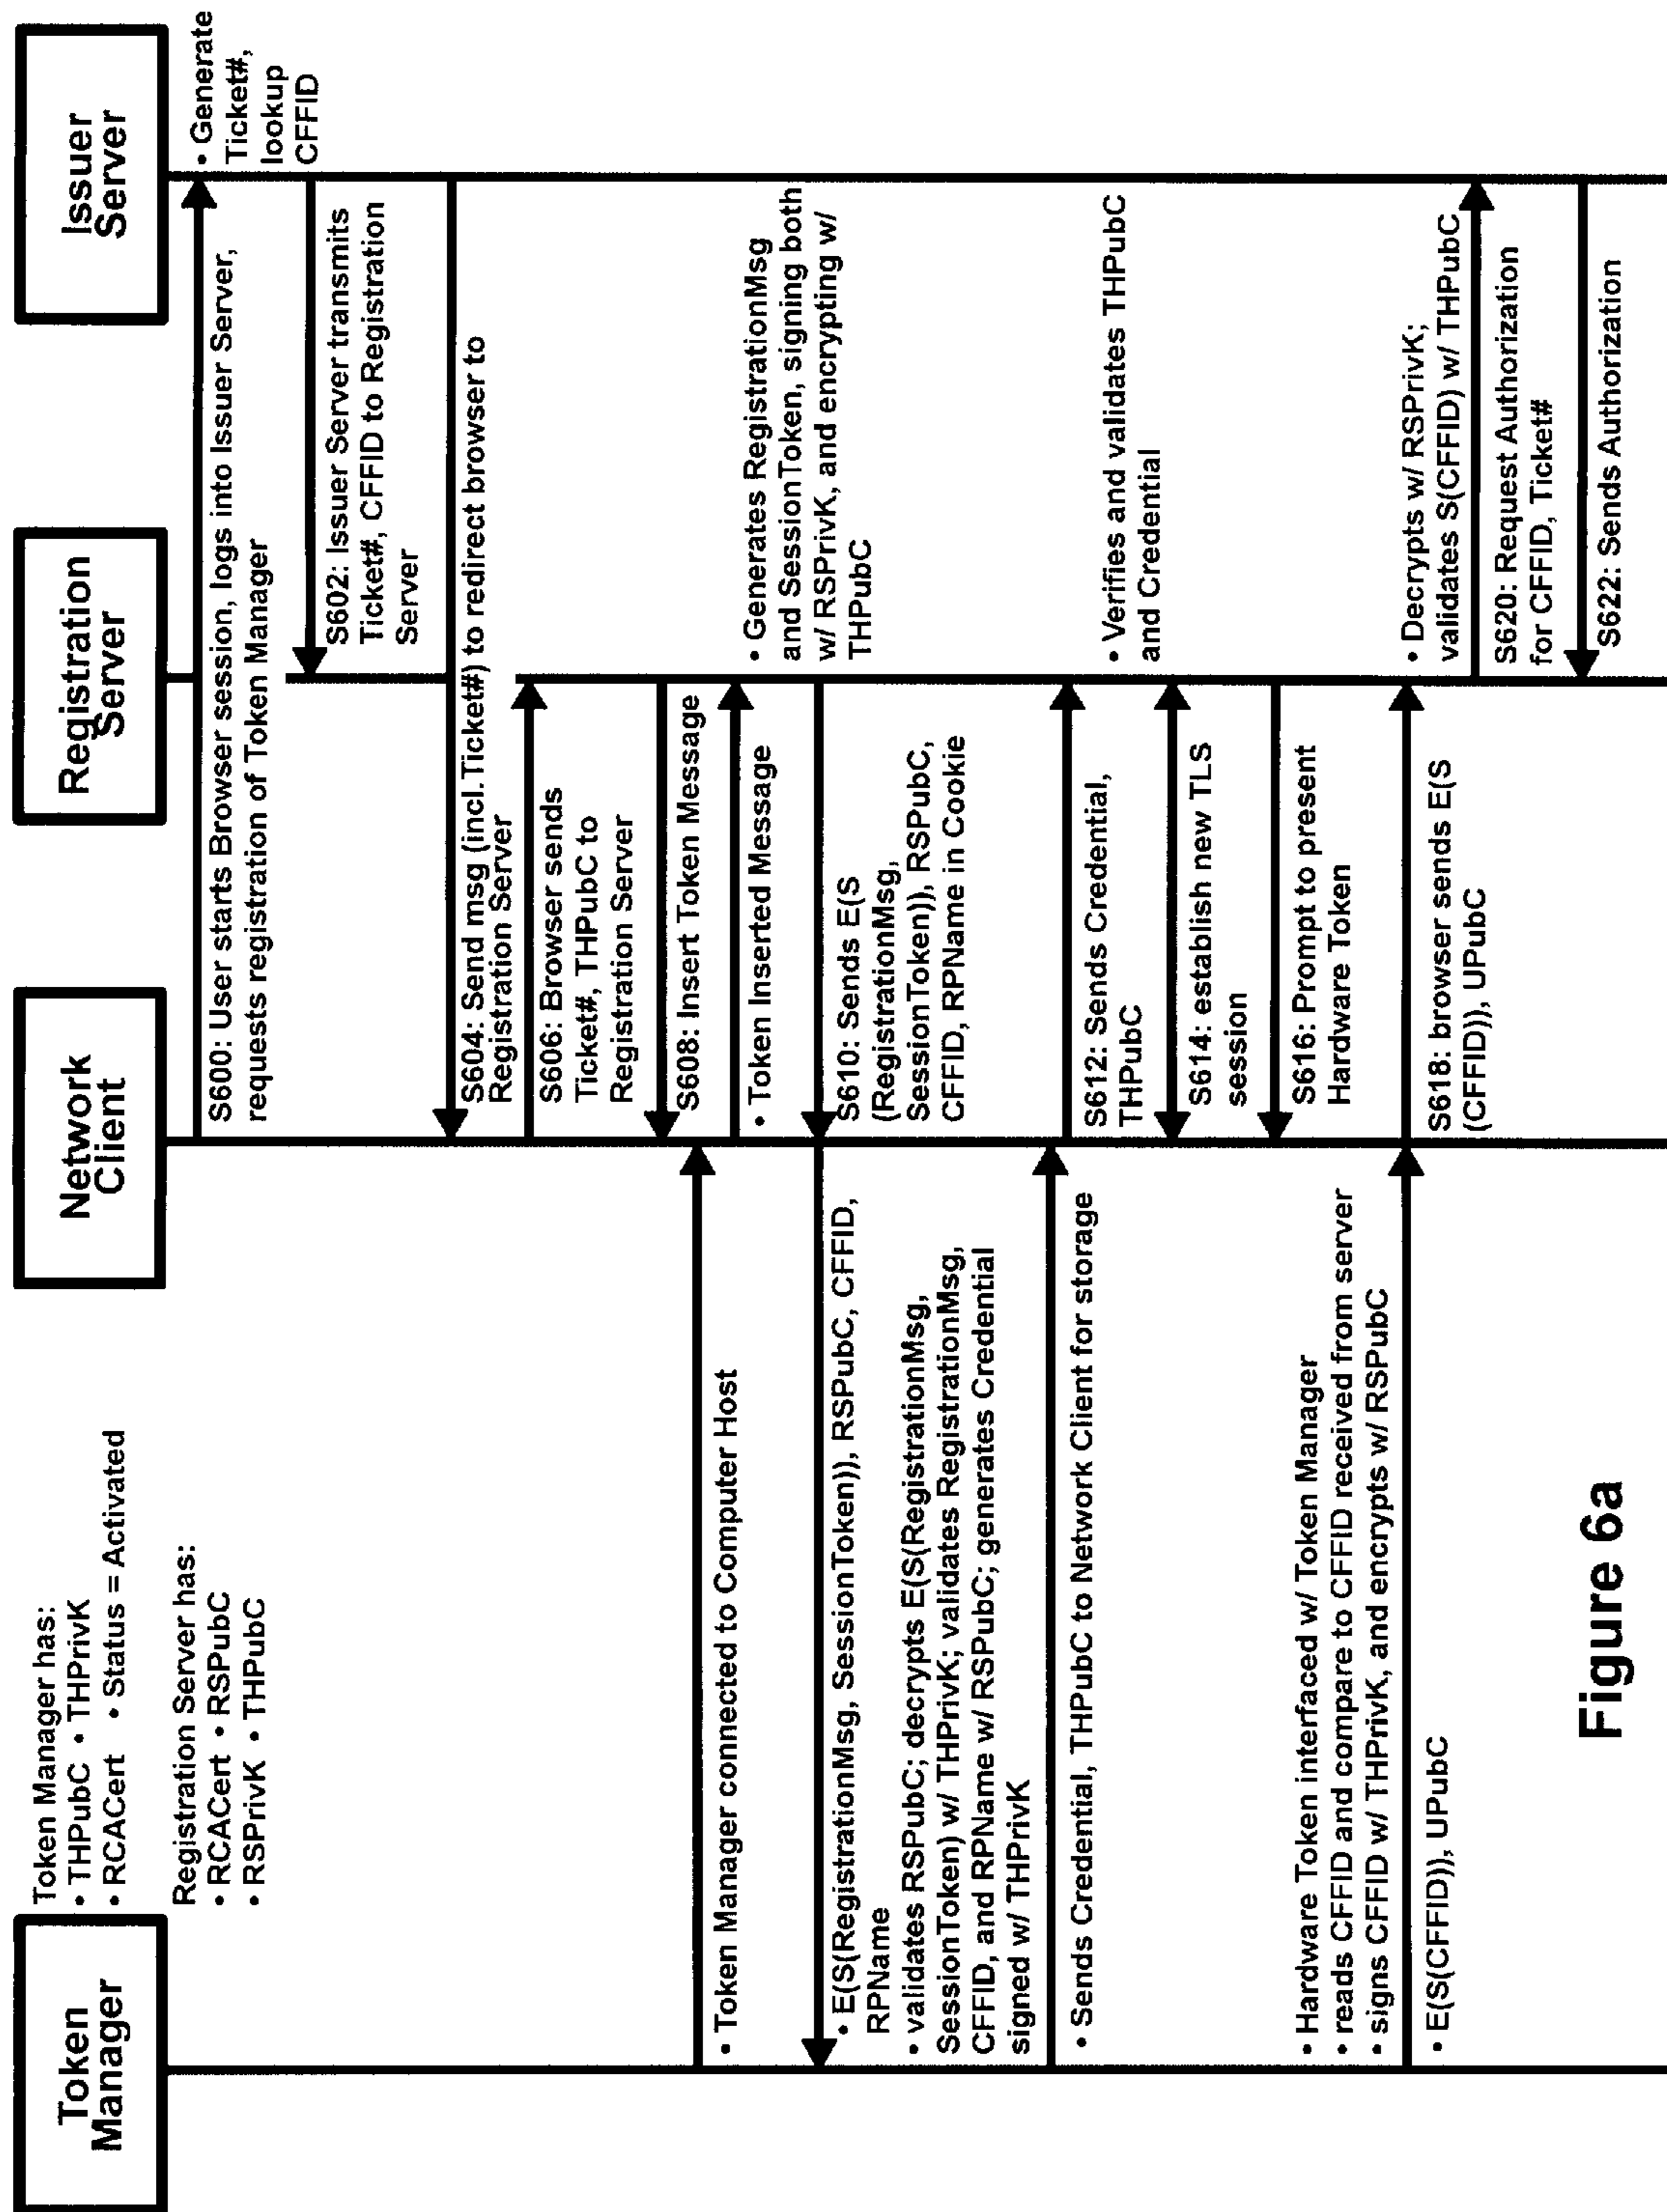 Token
Manager
Network
Client
Registration
Server
Issuer
Server
Token Manager has:
• THPubC • THPrivK
• RCACert • Status = Activated
Registration Server has:
• RCACert • RSPubC
• RSPrivK • THPubC
• Generate
Ticket#,
lookup
CFFID
S600: User starts Browser session, logs into Issuer Server,
requests registration of Token Manager
S602: Issuer Server transmits
Ticket#, CFFID to Registration
Server
S604: Send msg (incl.Ticket#) to redirect browser to
Registration Server
S606: Browser sends
Ticket#, THPubC to
Registration Server
S608: Insert Token Message
• Token Manager connected to Computer Host
• Token Inserted Message
• Generates RegistrationMsg
and SessionToken, signing both
w/ RSPrivK, and encrypting w/
THPubC
S610: Sends E(S
(RegistrationMsg,
SessionToken)), RSPubC,
CFFID, RPName in Cookie
• E(S(RegistrationMsg, SessionToken)), RSPubC, CFFID,
RPName
• validates RSPubC; decrypts E(S(RegistrationMsg,
SessionToken) w/ THPrivK; validates RegistrationMsg,
CFFID, and RPName w/ RSPubC; generates Credential
signed w/ THPrivK
• Sends Credential, THPubC to Network Client for storage
S612: Sends Credential,
THPubC
• Verifies and validates THPubC
and Credential
S614: establish new TLS
session
S616: Prompt to present
Hardware Token
• Hardware Token interfaced w/ Token Manager
• reads CFFID and compare to CFFID received from server
• signs CFFID w/ THPrivK, and encrypts w/ RSPubC
• E(S(CFFID)), UPubC
S618: browser sends E(S
(CFFID)), UPubC
• Decrypts w/ RSPrivK;
validates S(CFFID) w/ THPubC
S620: Request Authorization
for CFFID, Ticket#
S622: Sends Authorization
Figure 6a